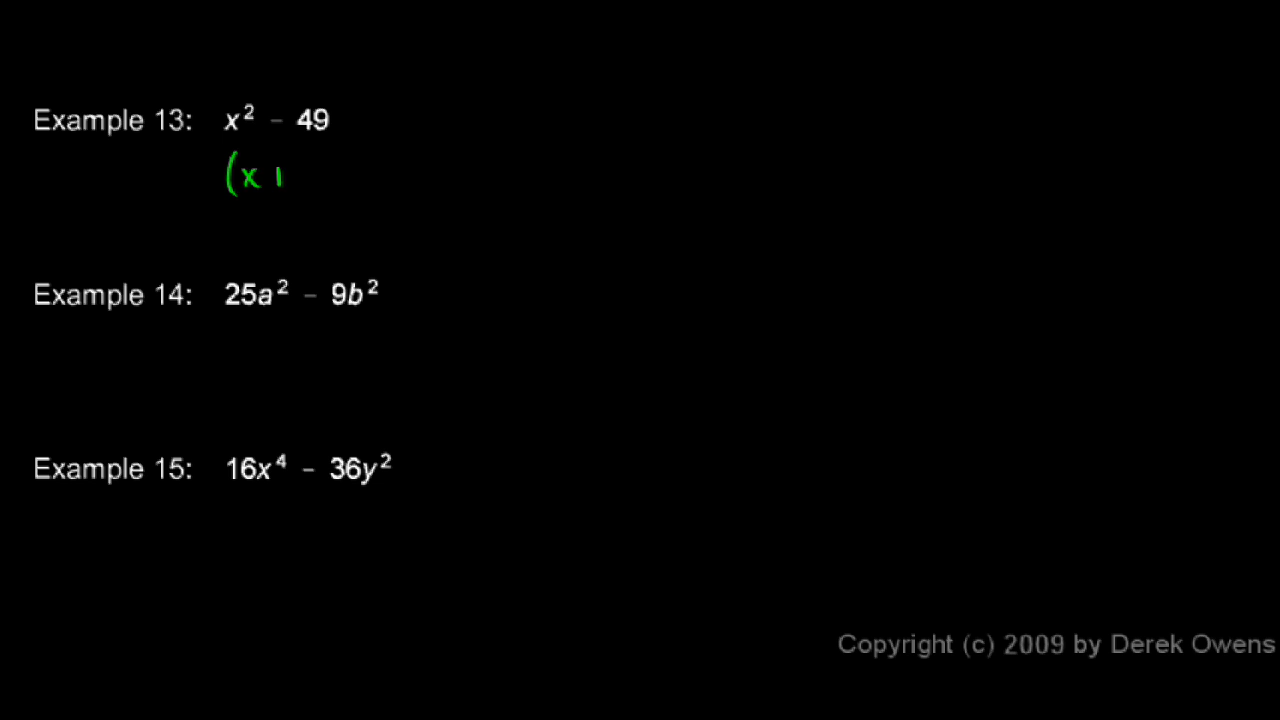 Example 13: x² – 49
(x ı
Example 14: 25a² – 9b²
Example 15: 16x⁴ – 36y²
Copyright (c) 2009 by Derek Owens